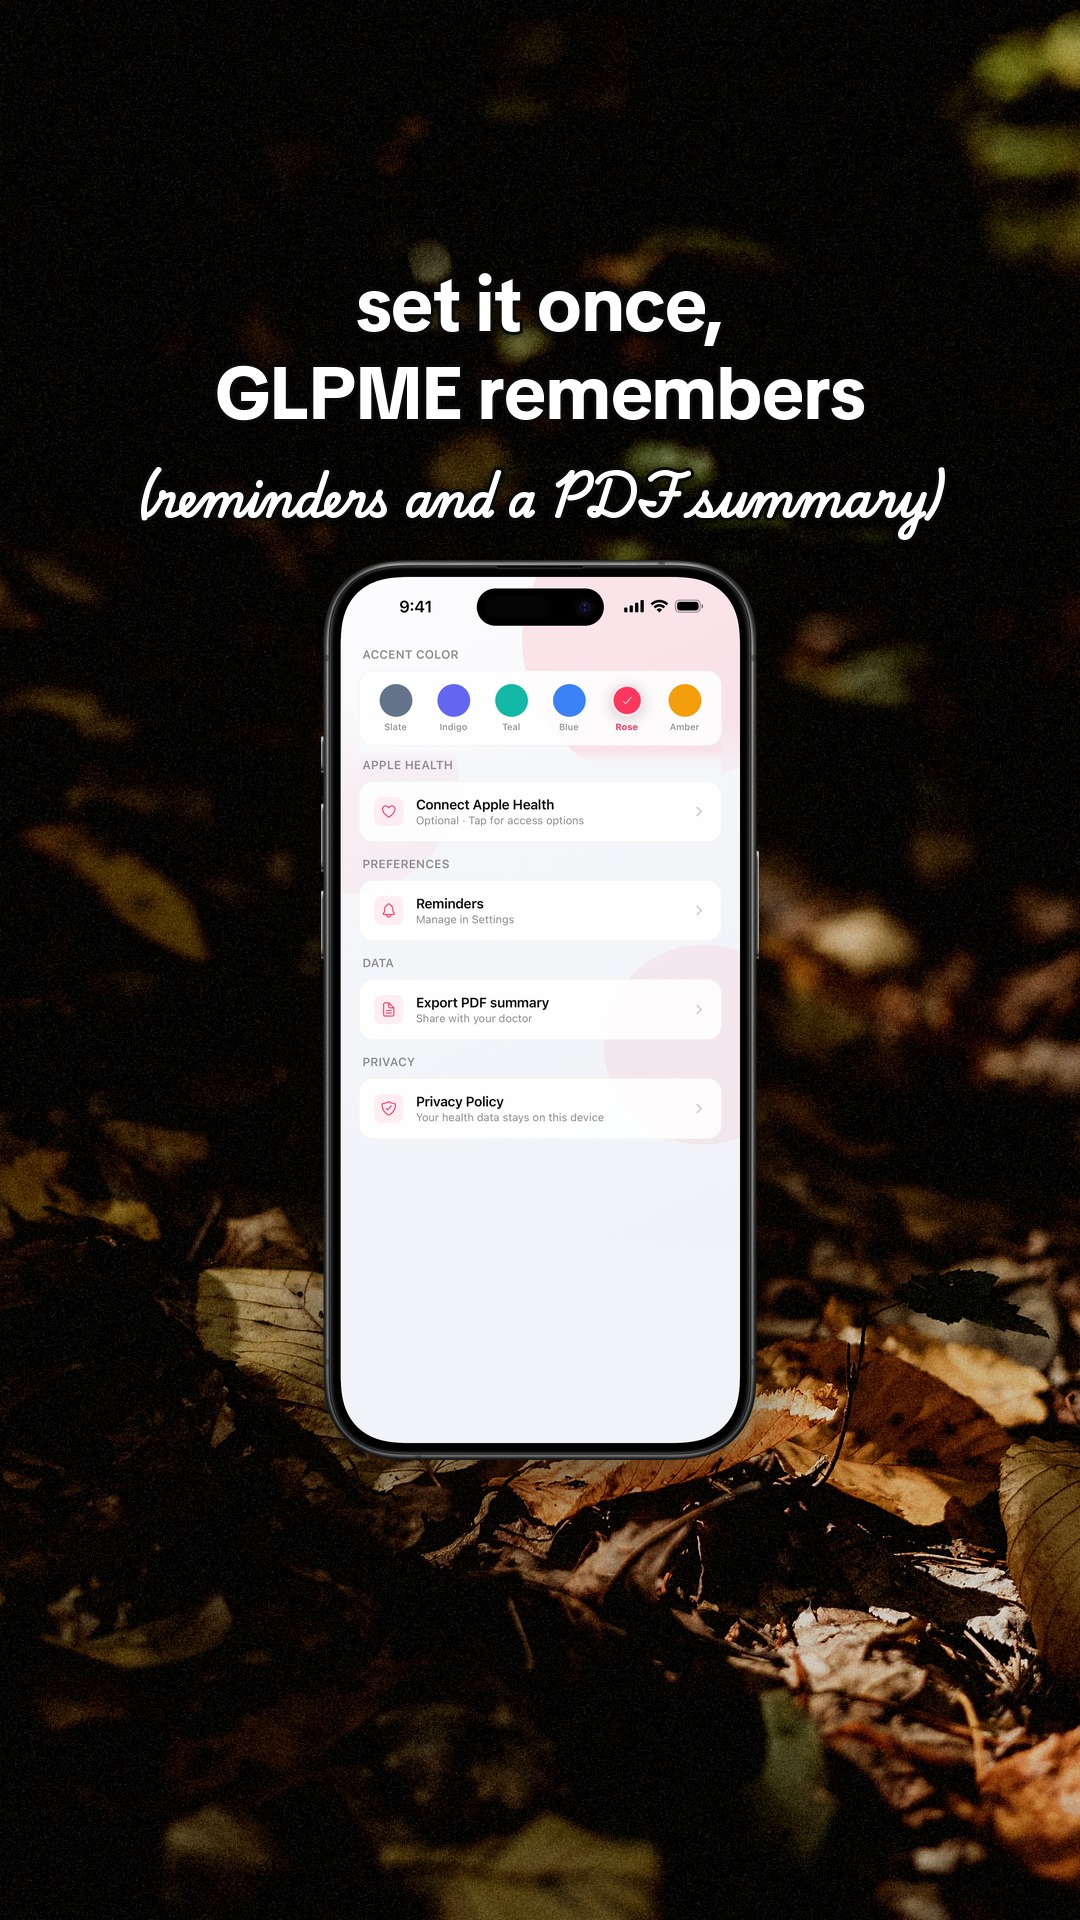 set it once,
GLPME remembers
(reminders and a PDF summary)
9:41
ACCENT COLOR
Slate Indigo Teal Blue Rose Amber
APPLE HEALTH
Connect Apple Health
Optional · Tap for access options
PREFERENCES
Reminders
Manage in Settings
DATA
Export PDF summary
Share with your doctor
PRIVACY
Privacy Policy
Your health data stays on this device